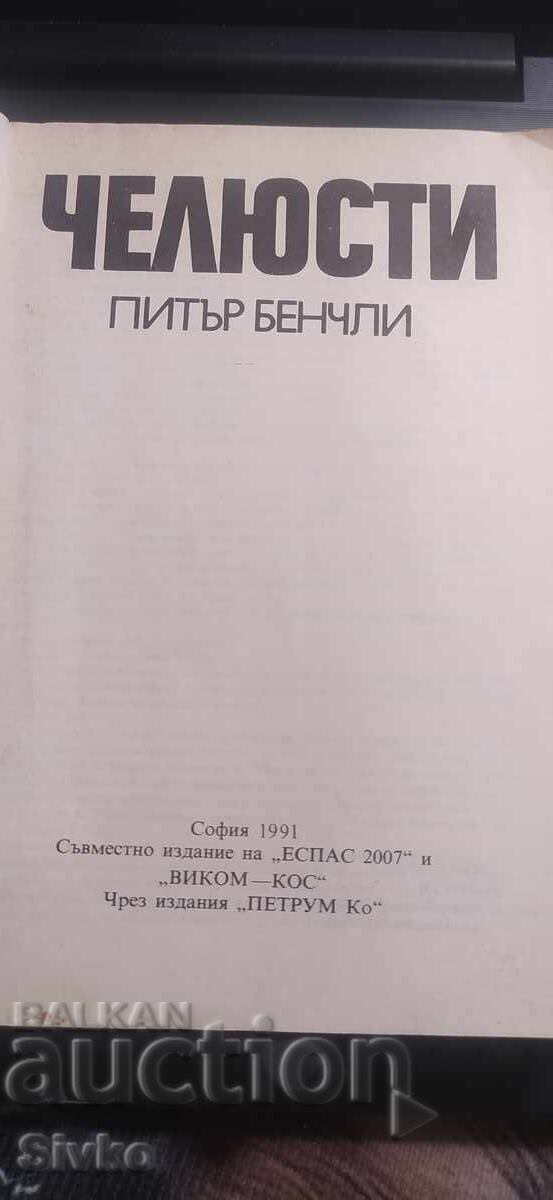 ЧЕЛЮСТИ
ПИТЪР БЕНЧЛИ
София 1991
Съвместно издание на „ЕСПАС 2007“ и
„ВИКОМ—КОС“
Чрез издания „ПЕТРУМ Ко“
BALKAN
auction
Sivko